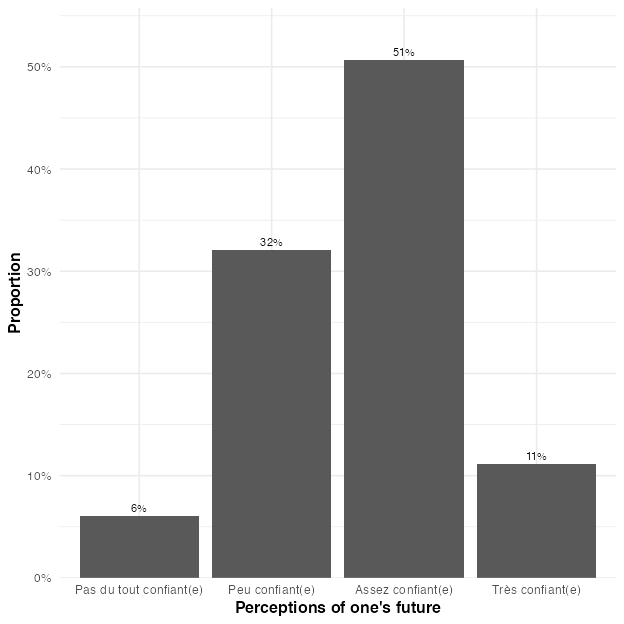 Proportion
50%
40%
30%
20%
10%
0%
6%
32%
51%
11%
Pas du tout confiant(e)
Peu confiant(e)
Assez confiant(e)
Très confiant(e)
Perceptions of one's future